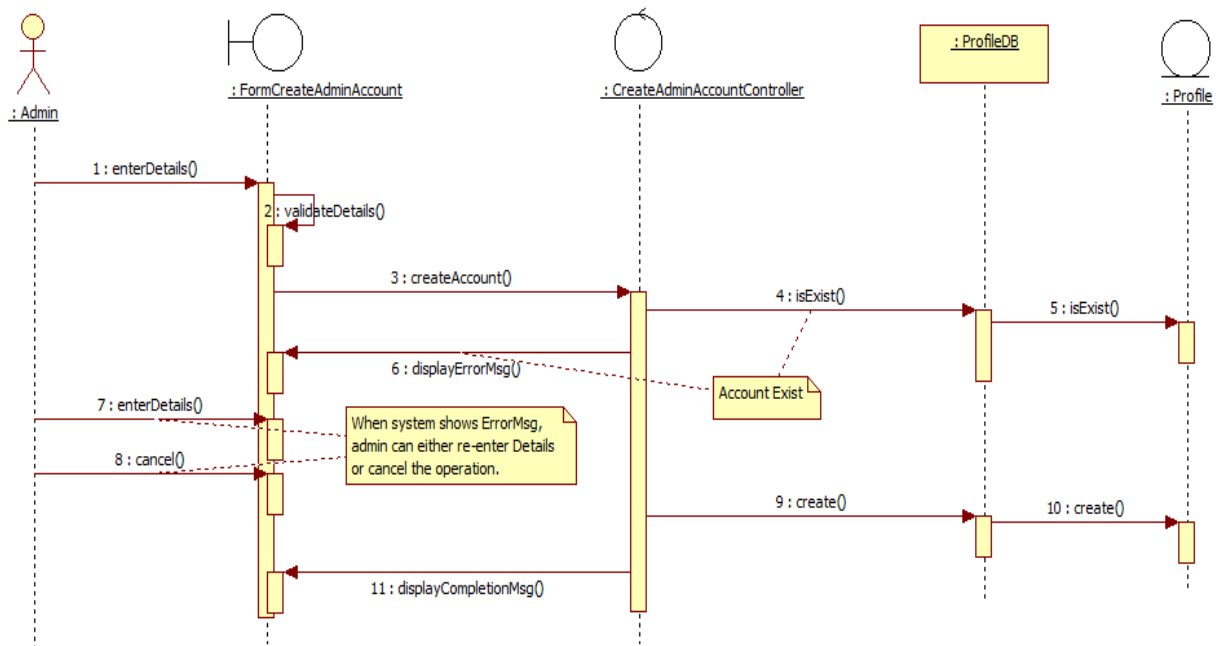 : ProfileDB
: FormCreateAdminAccount
: CreateAdminAccountController
: Profile
: Admin
1 : enterDetails()
2 : validateDetails()
3 : createAccount()
4 : isExist()
5 : isExist()
6 : displayErrorMsg()
Account Exist
7 : enterDetails()
When system shows ErrorMsg,
admin can either re-enter Details
or cancel the operation.
8 : cancel()
9 : create()
10 : create()
11 : displayCompletionMsg()